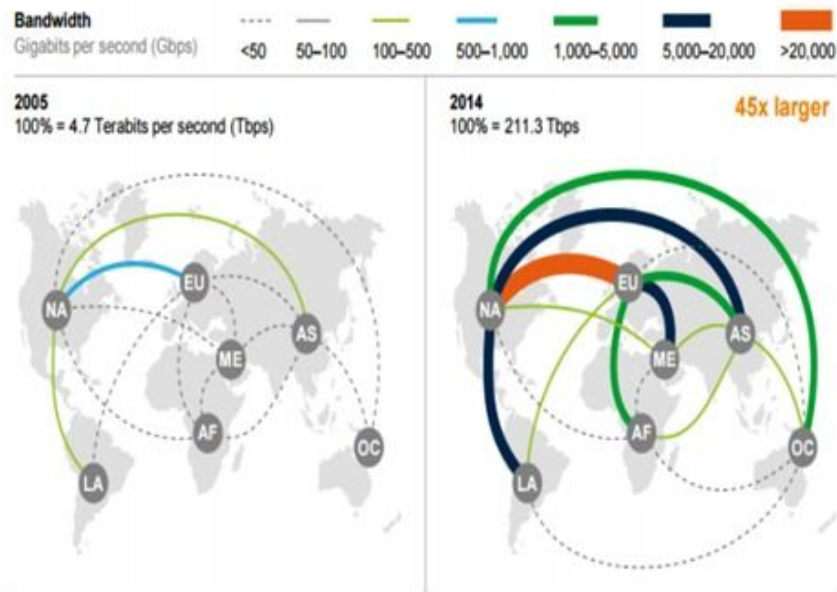 Bandwidth
Gigabits per second (Gbps)
<50 50–100 100–500 500–1,000 1,000–5,000 5,000–20,000 >20,000
2005
100% = 4.7 Terabits per second (Tbps)
NA
EU
AS
ME
AF
OC
LA
2014
100% = 211.3 Tbps
45x larger
EU
NA
AS
ME
AF
OC
LA